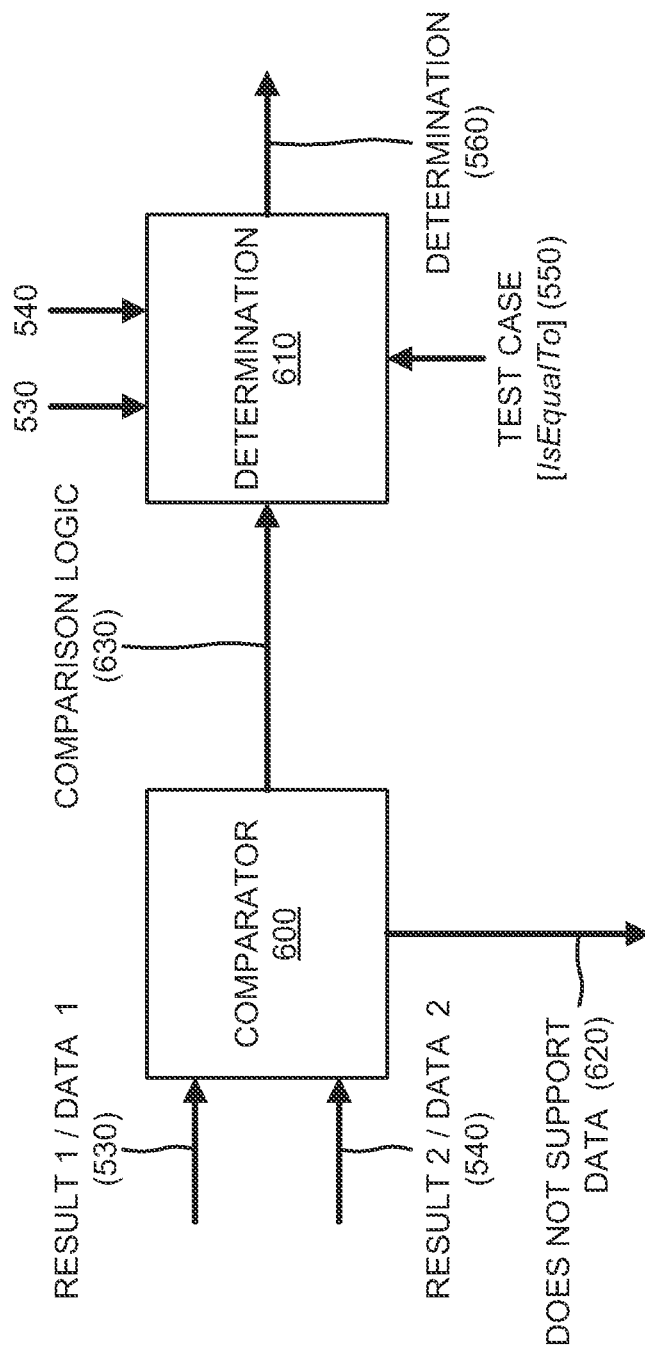 RESULT 1 / DATA 1
(530)
RESULT 2 / DATA 2
(540)
COMPARATOR
600
DOES NOT SUPPORT
DATA (620)
COMPARISON LOGIC
(630)
530
540
DETERMINATION
610
TEST CASE
[IsEqualTo] (550)
DETERMINATION
(560)